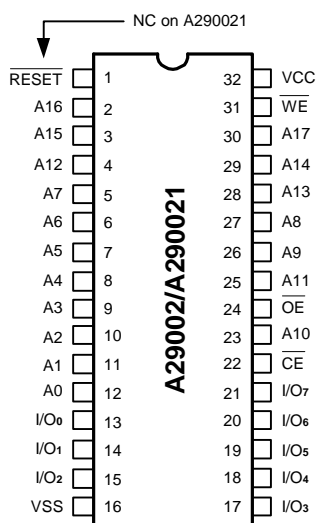 NC on A290021
RESET 1 32 VCC
A16 2 31 WE
A15 3 30 A17
A12 4 29 A14
A7 5 28 A13
A6 6 27 A8
A5 7 26 A9
A4 8 25 A11
A3 9 24 OE
A2 10 23 A10
A1 11 22 CE
A0 12 21 I/O7
I/O0 13 20 I/O6
I/O1 14 19 I/O5
I/O2 15 18 I/O4
VSS 16 17 I/O3
A29002/A290021